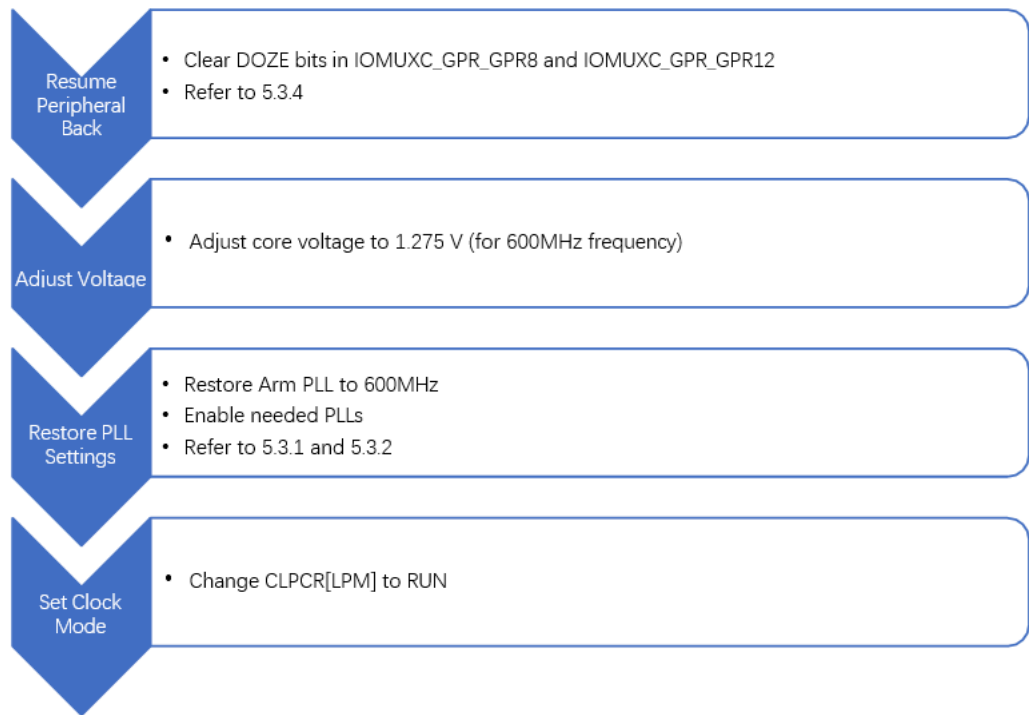 Resume
Peripheral
Back
• Clear DOZE bits in IOMUXC_GPR_GPR8 and IOMUXC_GPR_GPR12
• Refer to 5.3.4
Adjust Voltage
• Adjust core voltage to 1.275 V (for 600MHz frequency)
Restore PLL
Settings
• Restore Arm PLL to 600MHz
• Enable needed PLLs
• Refer to 5.3.1 and 5.3.2
Set Clock
Mode
• Change CLPCR[LPM] to RUN